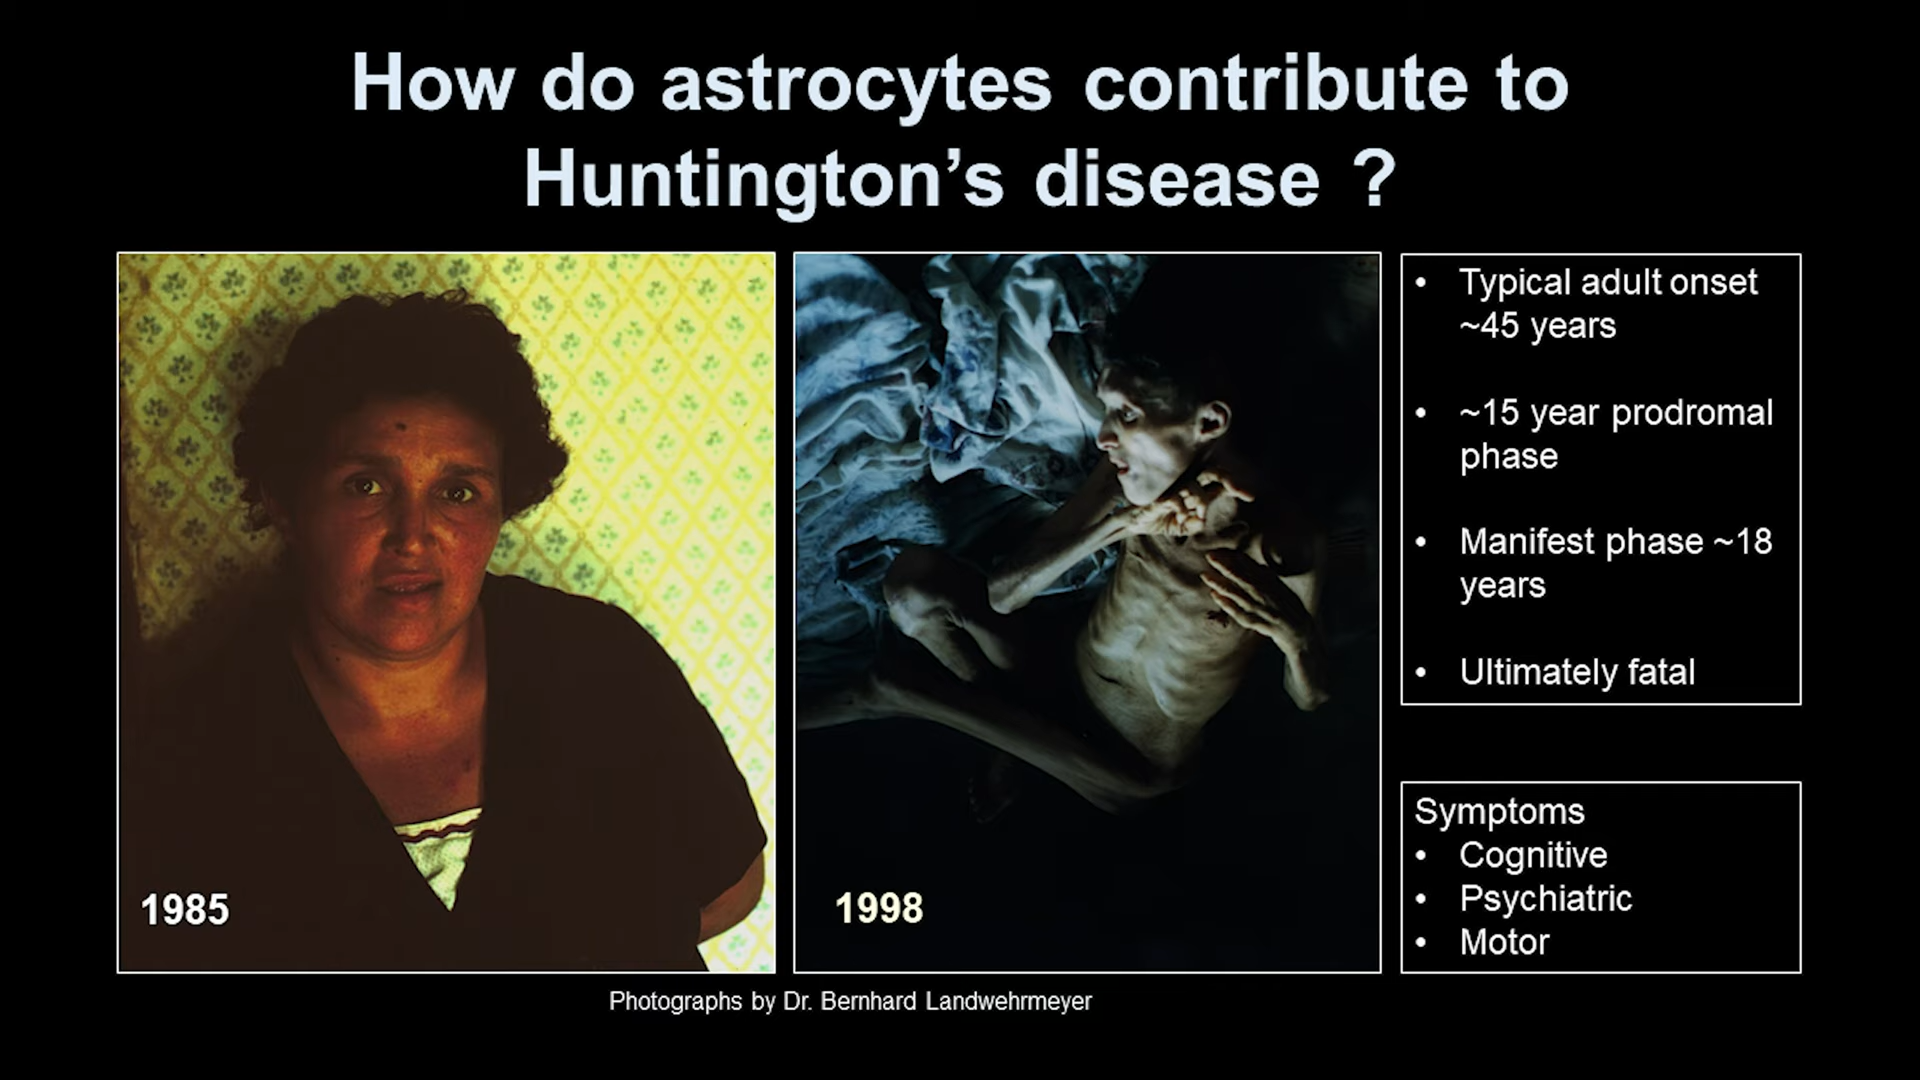 How do astrocytes contribute to
Huntington’s disease ?
1985
1998
• Typical adult onset
~45 years
• ~15 year prodromal
phase
• Manifest phase ~18
years
• Ultimately fatal
Symptoms
• Cognitive
• Psychiatric
• Motor
Photographs by Dr. Bernhard Landwehrmeyer